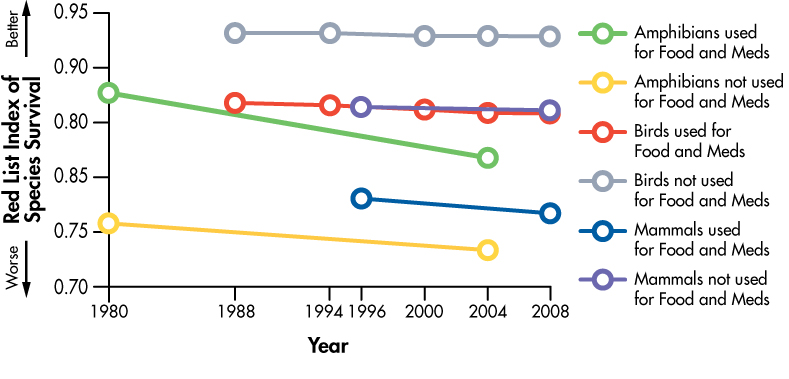 Better
Red List Index of
Species Survival
Worse
0.95
0.90
0.80
0.85
0.75
0.70
1980
1988
1994
1996
2000
2004
2008
Year
Amphibians used
for Food and Meds
Amphibians not used
for Food and Meds
Birds used for
Food and Meds
Birds not used
for Food and Meds
Mammals used
for Food and Meds
Mammals not used
for Food and Meds